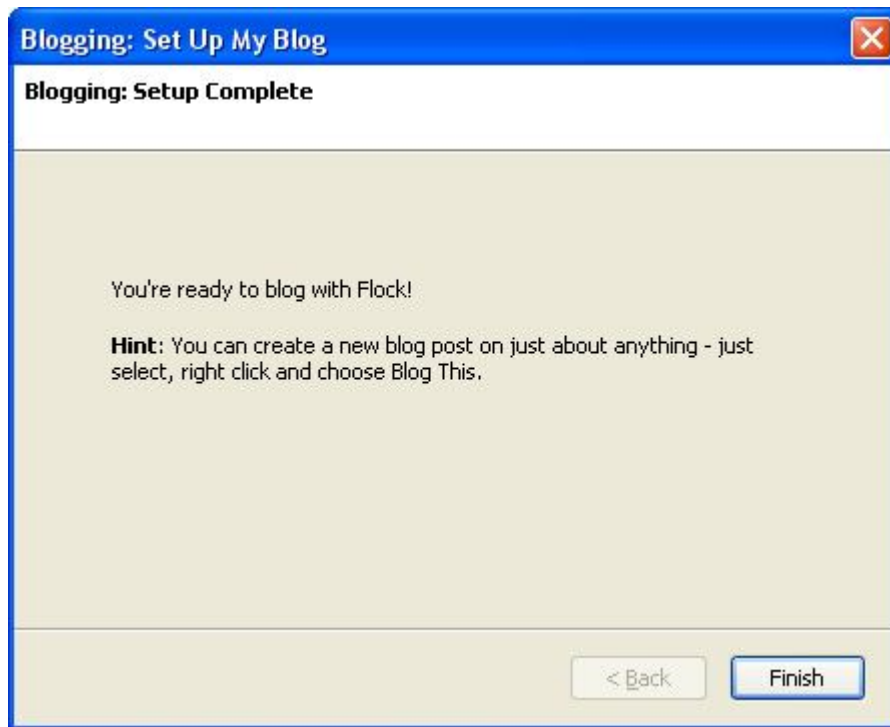 Blogging: Set Up My Blog
Blogging: Setup Complete
You're ready to blog with Flock!
Hint: You can create a new blog post on just about anything - just
select, right click and choose Blog This.
< Back
Finish